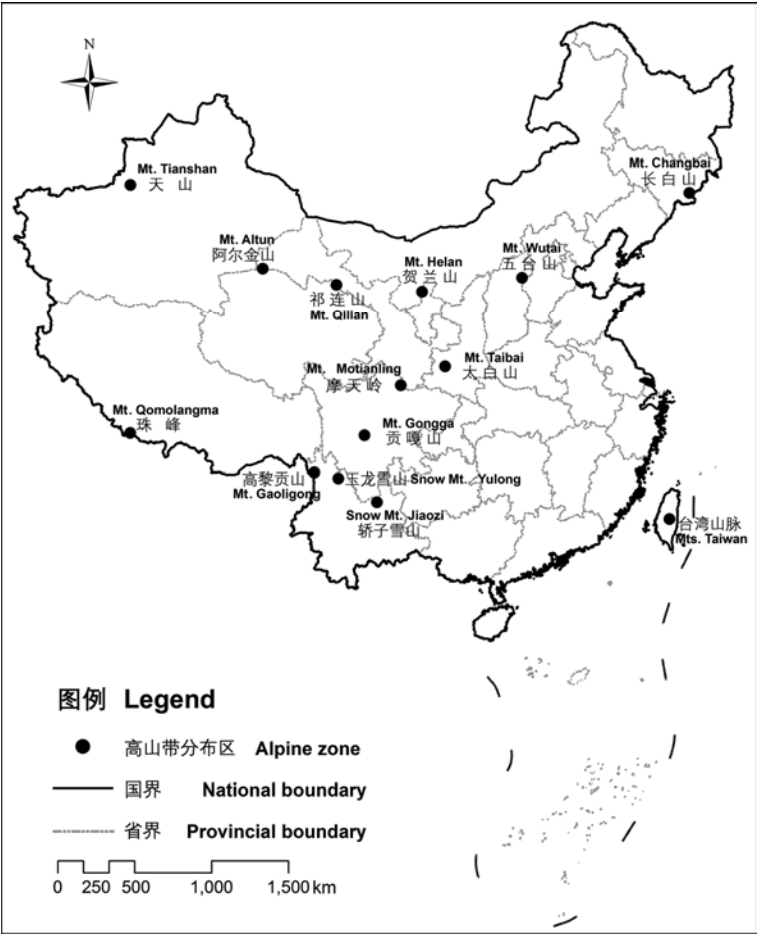 N
Mt. Tianshan
天 山
Mt. Changbai
长 白 山
Mt. Altun
阿尔金山
Mt. Helan
贺 兰 山
Mt. Wutai
五 台 山
祁 连 山
Mt. Qilian
Mt. Taibai
太 白 山
Mt. Motianling
摩 天 岭
Mt. Qomolangma
珠 峰
Mt. Gongga
贡 嘎 山
高黎贡山
Mt. Gaoligong
玉龙雪山 Snow Mt. Yulong
Snow Mt. Jiaozi
轿子雪山
台湾山脉
Mts. Taiwan
图例 Legend
高山带分布区 Alpine zone
国界 National boundary
省界 Provincial boundary
0 250 500 1,000 1,500 km